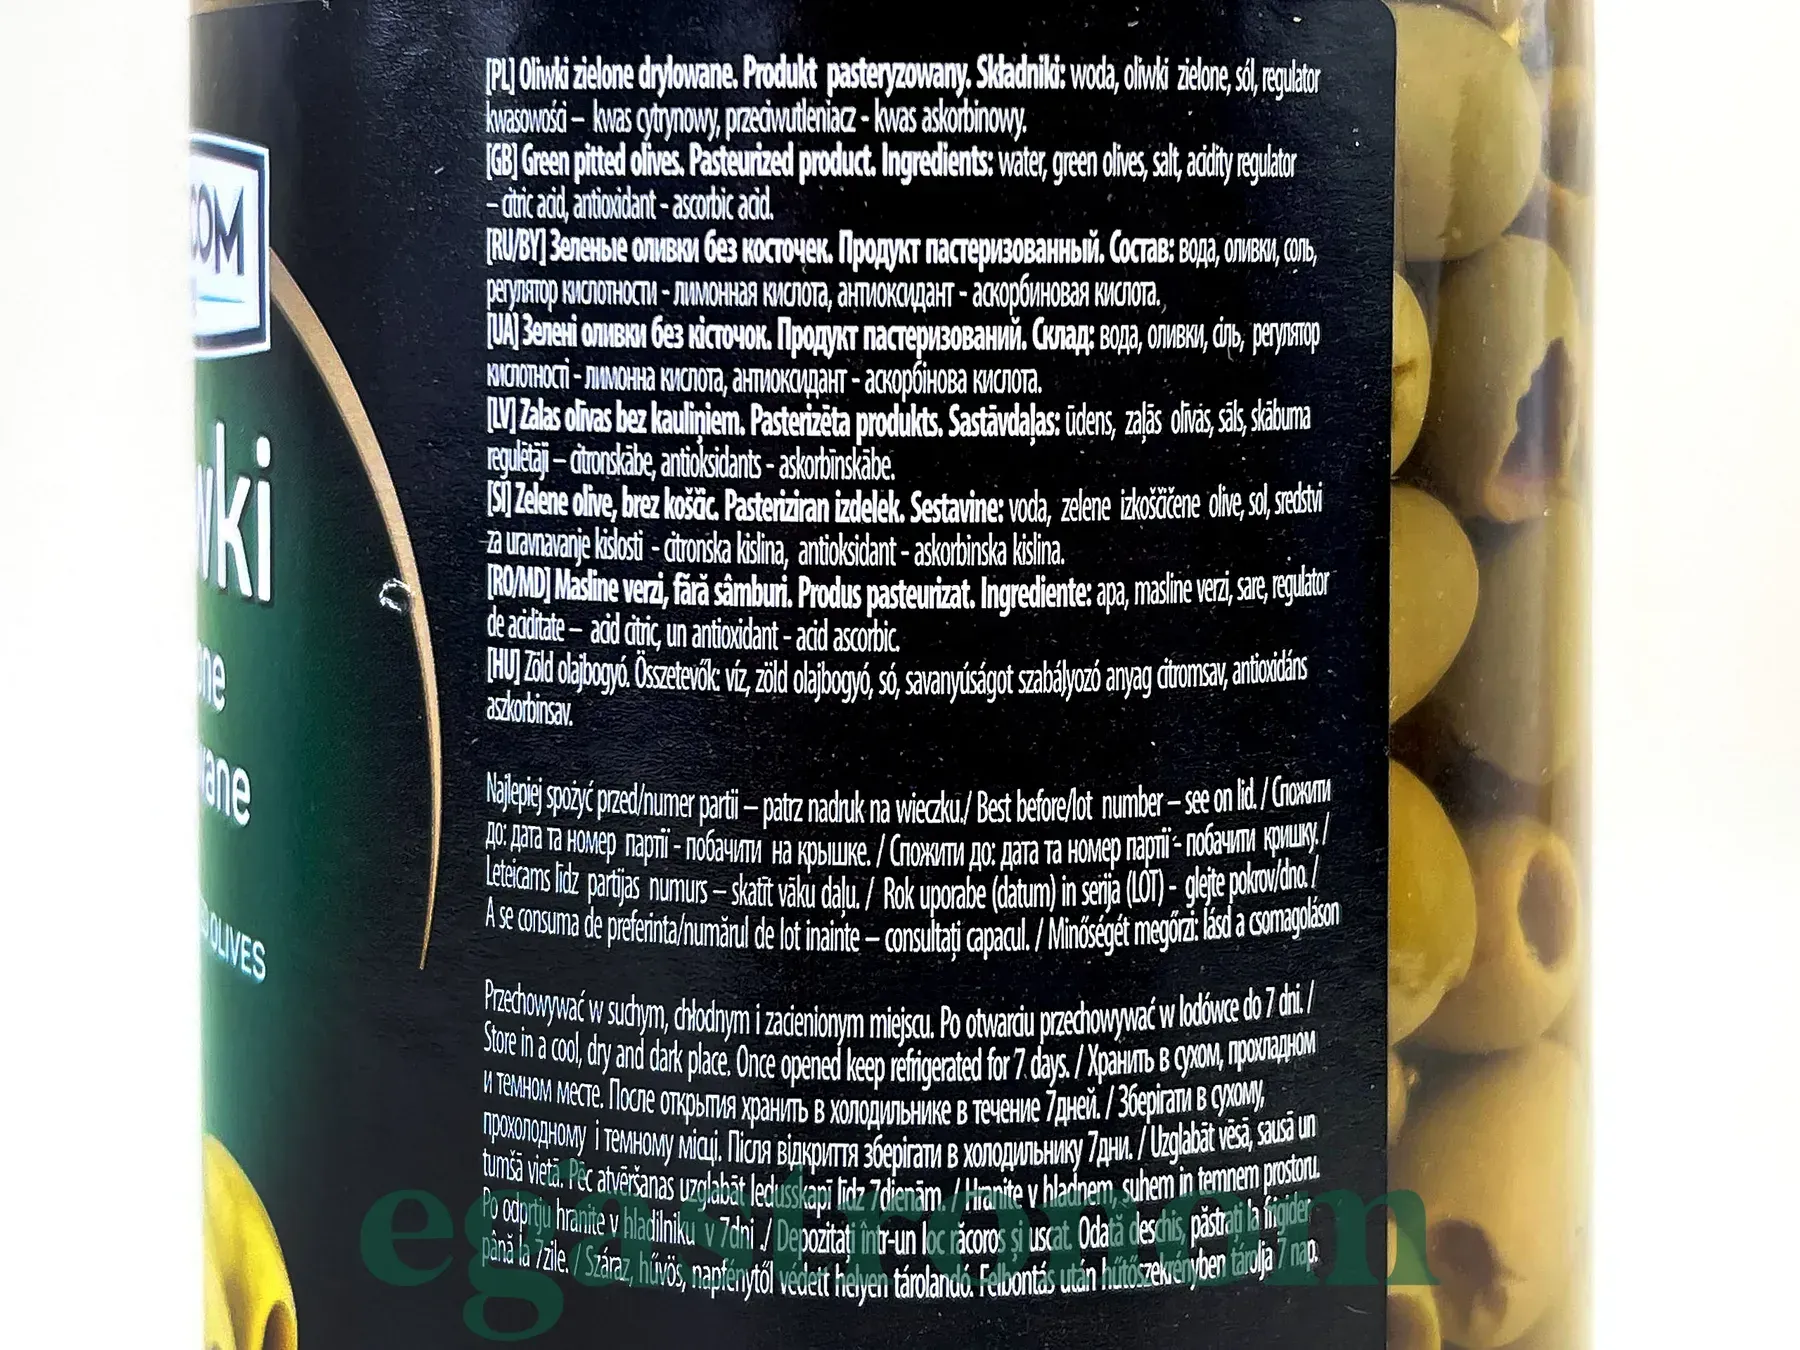 COM
wki
ne
wane
ED OLIVES
[PL] Oliwki zielone drylowane. Produkt pasteryzowany. Składniki: woda, oliwki zielone, sól, regulator
kwasowości – kwas cytrynowy, przeciwutleniacz - kwas askorbinowy.
[GB] Green pitted olives. Pasteurized product. Ingredients: water, green olives, salt, acidity regulator
– citric acid, antioxidant - ascorbic acid.
[RU/BY] Зеленые оливки без косточек. Продукт пастеризованный. Состав: вода, оливки, соль,
регулятор кислотности - лимонная кислота, антиоксидант - аскорбиновая кислота.
[UA] Зелені оливки без кісточок. Продукт пастеризований. Склад: вода, оливки, сіль, регулятор
кислотності - лимонна кислота, антиоксидант - аскорбінова кислота.
[LV] Zaļas olīvas bez kauliņiem. Pasterizēta produkts. Sastāvdaļas: ūdens, zaļās olīvās, sāls, skābuma
regulētāji – citronskābe, antioksidants - askorbīnskābe.
[SI] Zelene olive, brez koščic. Pasteriziran izdelek. Sestavine: voda, zelene izkoščičene olive, sol, sredstvi
za uravnavanje kislosti - citronska kislina, antioksidant - askorbinska kislina.
[RO/MD] Masline verzi, fără sâmburi. Produs pasteurizat. Ingrediente: apa, masline verzi, sare, regulator
de aciditate – acid citric, un antioxidant - acid ascorbic.
[HU] Zöld olajbogyó. Összetevők: víz, zöld olajbogyó, só, savanyúságot szabályozó anyag citromsav, antioxidáns
aszkorbinsav.
Najlepiej spożyć przed/numer partii – patrz nadruk na wieczku./ Best before/lot number – see on lid. / Спожити
до: дата та номер партії - побачити на крышке. / Спожити до: дата та номер партії - побачити кришку. /
Leteicams līdz partijas numurs – skatīt vāku daļu. / Rok uporabe (datum) in serija (LOT) - glejte pokrov/dno. /
A se consuma de preferinta/numărul de lot inainte – consultați capacul. / Minőségét megőrzi: lásd a csomagoláson
Przechowywać w suchym, chłodnym i zacienionym miejscu. Po otwarciu przechowywać w lodówce do 7 dni. /
Store in a cool, dry and dark place. Once opened keep refrigerated for 7 days. / Хранить в сухом, прохладном
и темном месте. После открытия хранить в холодильнике в течение 7дней. / Зберігати в сухому,
прохолодному і темному місці. Після відкриття зберігати в холодильнику 7дни. / Uzglabāt vēsā, sausā un
tumšā vietā. Pēc atvēršanas uzglabāt ledusskapī līdz 7dienām. / Hranite v hladnem, suhem in temnem prostoru.
Po odprtju hranite v hladilniku v 7dni ./ Depozitați într-un loc răcoros și uscat. Odată deschis, păstrați la frigider
până la 7zile. / Száraz, hűvös, napfénytől védett helyen tárolandó. Felbontás után hűtőszekrényben tárolja 7 nap.
egastronom